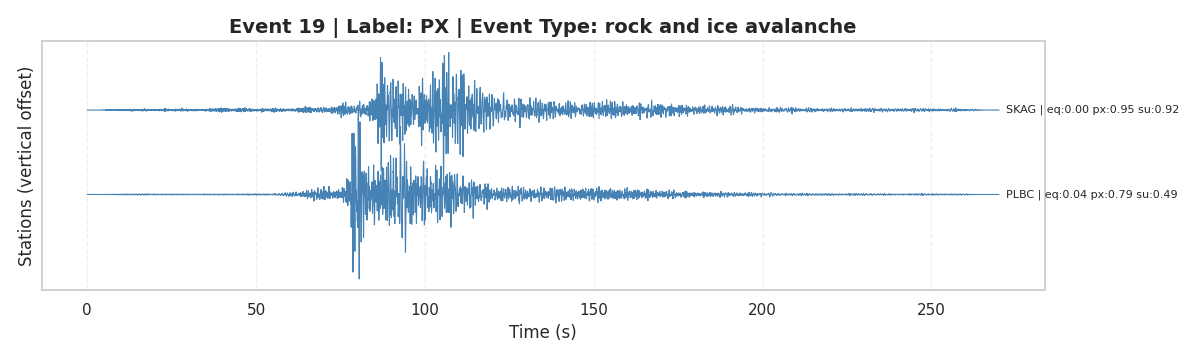 Event 19 | Label: PX | Event Type: rock and ice avalanche
Stations (vertical offset)
SKAG | eq:0.00 px:0.95 su:0.92
PLBC | eq:0.04 px:0.79 su:0.49
0 50 100 150 200 250
Time (s)